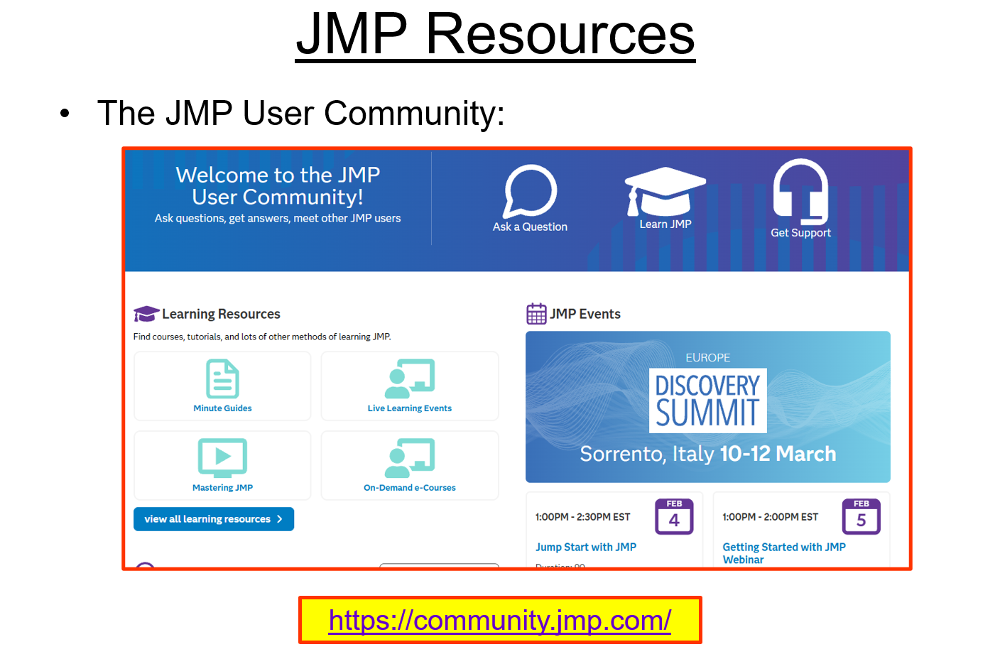 JMP Resources
• The JMP User Community:
Welcome to the JMP
User Community!
Ask questions, get answers, meet other JMP users
Ask a Question
Learn JMP
Get Support
Learning Resources
Find courses, tutorials, and lots of other methods of learning JMP.
Minute Guides
Live Learning Events
Mastering JMP
On-Demand e-Courses
view all learning resources
JMP Events
EUROPE
DISCOVERY
SUMMIT
Sorrento, Italy 10-12 March
1:00PM - 2:30PM EST
FEB
4
Jump Start with JMP
1:00PM - 2:00PM EST
FEB
5
Getting Started with JMP
Webinar
https://community.jmp.com/